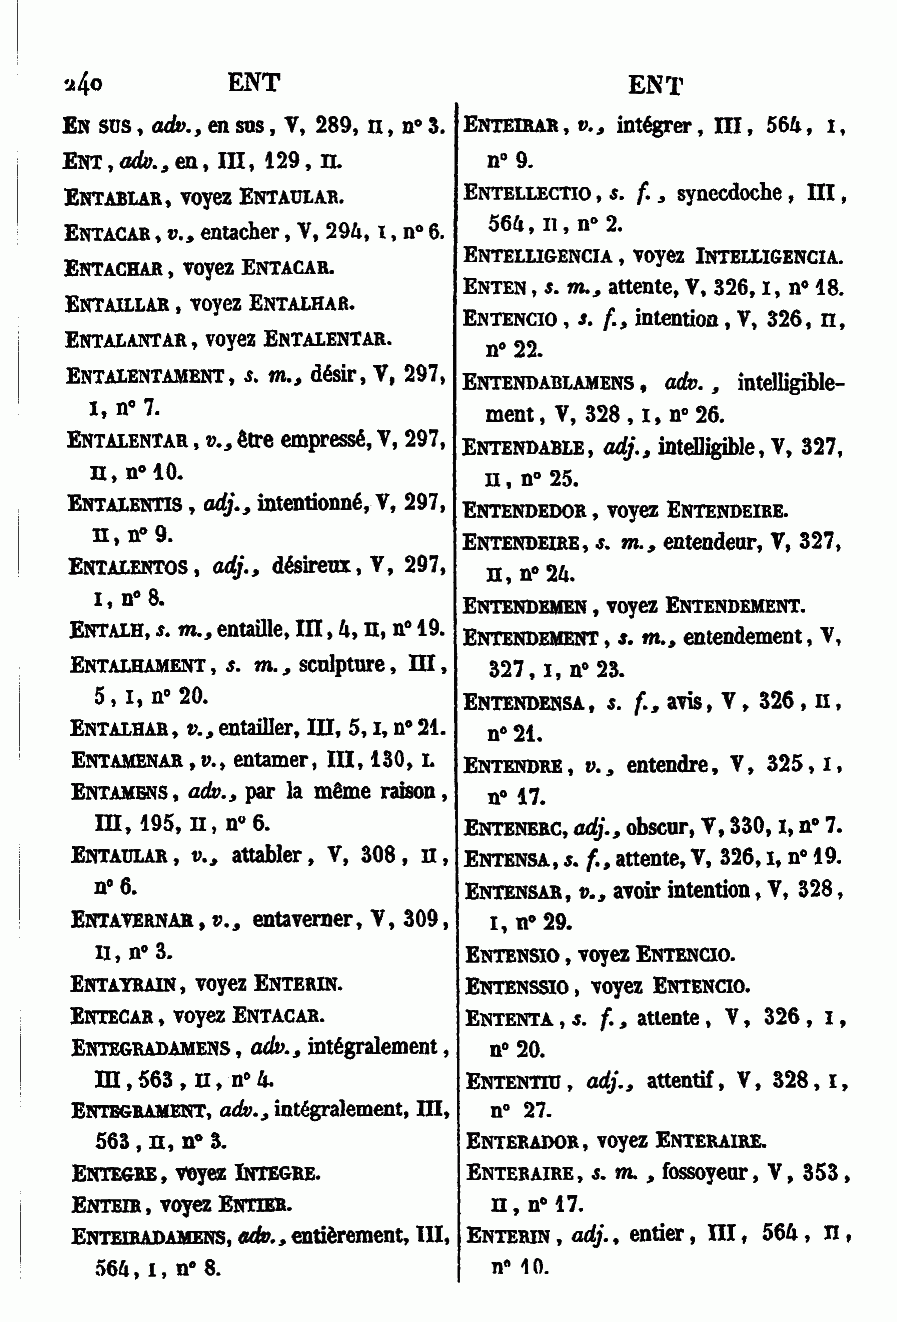 240 ENT ENT
EN SUS, adv., en sus, V, 289, II, n° 3.
ENT, adv., en, III, 129, II.
ENTABLAR, voyez ENTAULAR.
ENTACAR, v., entacher, V, 294, I, n° 6.
ENTACHAR, voyez ENTACAR.
ENTAILLAR, voyez ENTALHAR.
ENTALANTAR, voyez ENTALENTAR.
ENTALENTAMENT, s. m., désir, V, 297,
I, n° 7.
ENTALENTAR, v., être empressé, V, 297,
II, n° 10.
ENTALENTIS, adj., intentionné, V, 297,
II, n° 9.
ENTALENTOS, adj., désireux, V, 297,
I, n° 8.
ENTALH, s. m., entaille, III, 4, II, n° 19.
ENTALHAMENT, s. m., sculpture, III,
5, I, n° 20.
ENTALHAR, v., entailler, III, 5, I, n° 21.
ENTAMENAR, v., entamer, III, 130, I.
ENTAMENS, adv., par la même raison,
III, 195, II, n° 6.
ENTAULAR, v., attabler, V, 308, II,
n° 6.
ENTAVERNAR, v., entaverner, V, 309,
II, n° 3.
ENTAYRAIN, voyez ENTERIN.
ENTECAR, voyez ENTACAR.
ENTEGRADAMENS, adv., intégralement,
III, 563, II, n° 4.
ENTEGRAMENT, adv., intégralement, III,
563, II, n° 3.
ENTEGRE, voyez INTEGRE.
ENTEIR, voyez ENTIER.
ENTEIRADAMENS, adv., entièrement, III,
564, I, n° 8.
ENTEIRAR, v., intégrer, III, 564, I,
n° 9.
ENTELLECTIO, s. f., synecdoche, III,
564, II, n° 2.
ENTELLIGENCIA, voyez INTELLIGENCIA.
ENTEN, s. m., attente, V, 326, I, n° 18.
ENTENCIO, s. f., intention, V, 326, II,
n° 22.
ENTENDABLAMENS, adv., intelligible-
ment, V, 328, I, n° 26.
ENTENDABLE, adj., intelligible, V, 327,
II, n° 25.
ENTENDEDOR, voyez ENTENDEIRE.
ENTENDEIRE, s. m., entendeur, V, 327,
II, n° 24.
ENTENDEMEN, voyez ENTENDEMENT.
ENTENDEMENT, s. m., entendement, V,
327, I, n° 23.
ENTENDENSA, s. f., avis, V, 326, II,
n° 21.
ENTENDRE, v., entendre, V, 325, I,
n° 17.
ENTENERC, adj., obscur, V, 330, I, n° 7.
ENTENSA, s. f., attente, V, 326, I, n° 19.
ENTENSAR, v., avoir intention, V, 328,
I, n° 29.
ENTENSIO, voyez ENTENCIO.
ENTENSSIO, voyez ENTENCIO.
ENTENTA, s. f., attente, V, 326, I,
n° 20.
ENTENTIU, adj., attentif, V, 328, I,
n° 27.
ENTERADOR, voyez ENTERAIRE.
ENTERAIRE, s. m., fossoyeur, V, 353,
II, n° 17.
ENTERIN, adj., entier, III, 564, II,
n° 10.